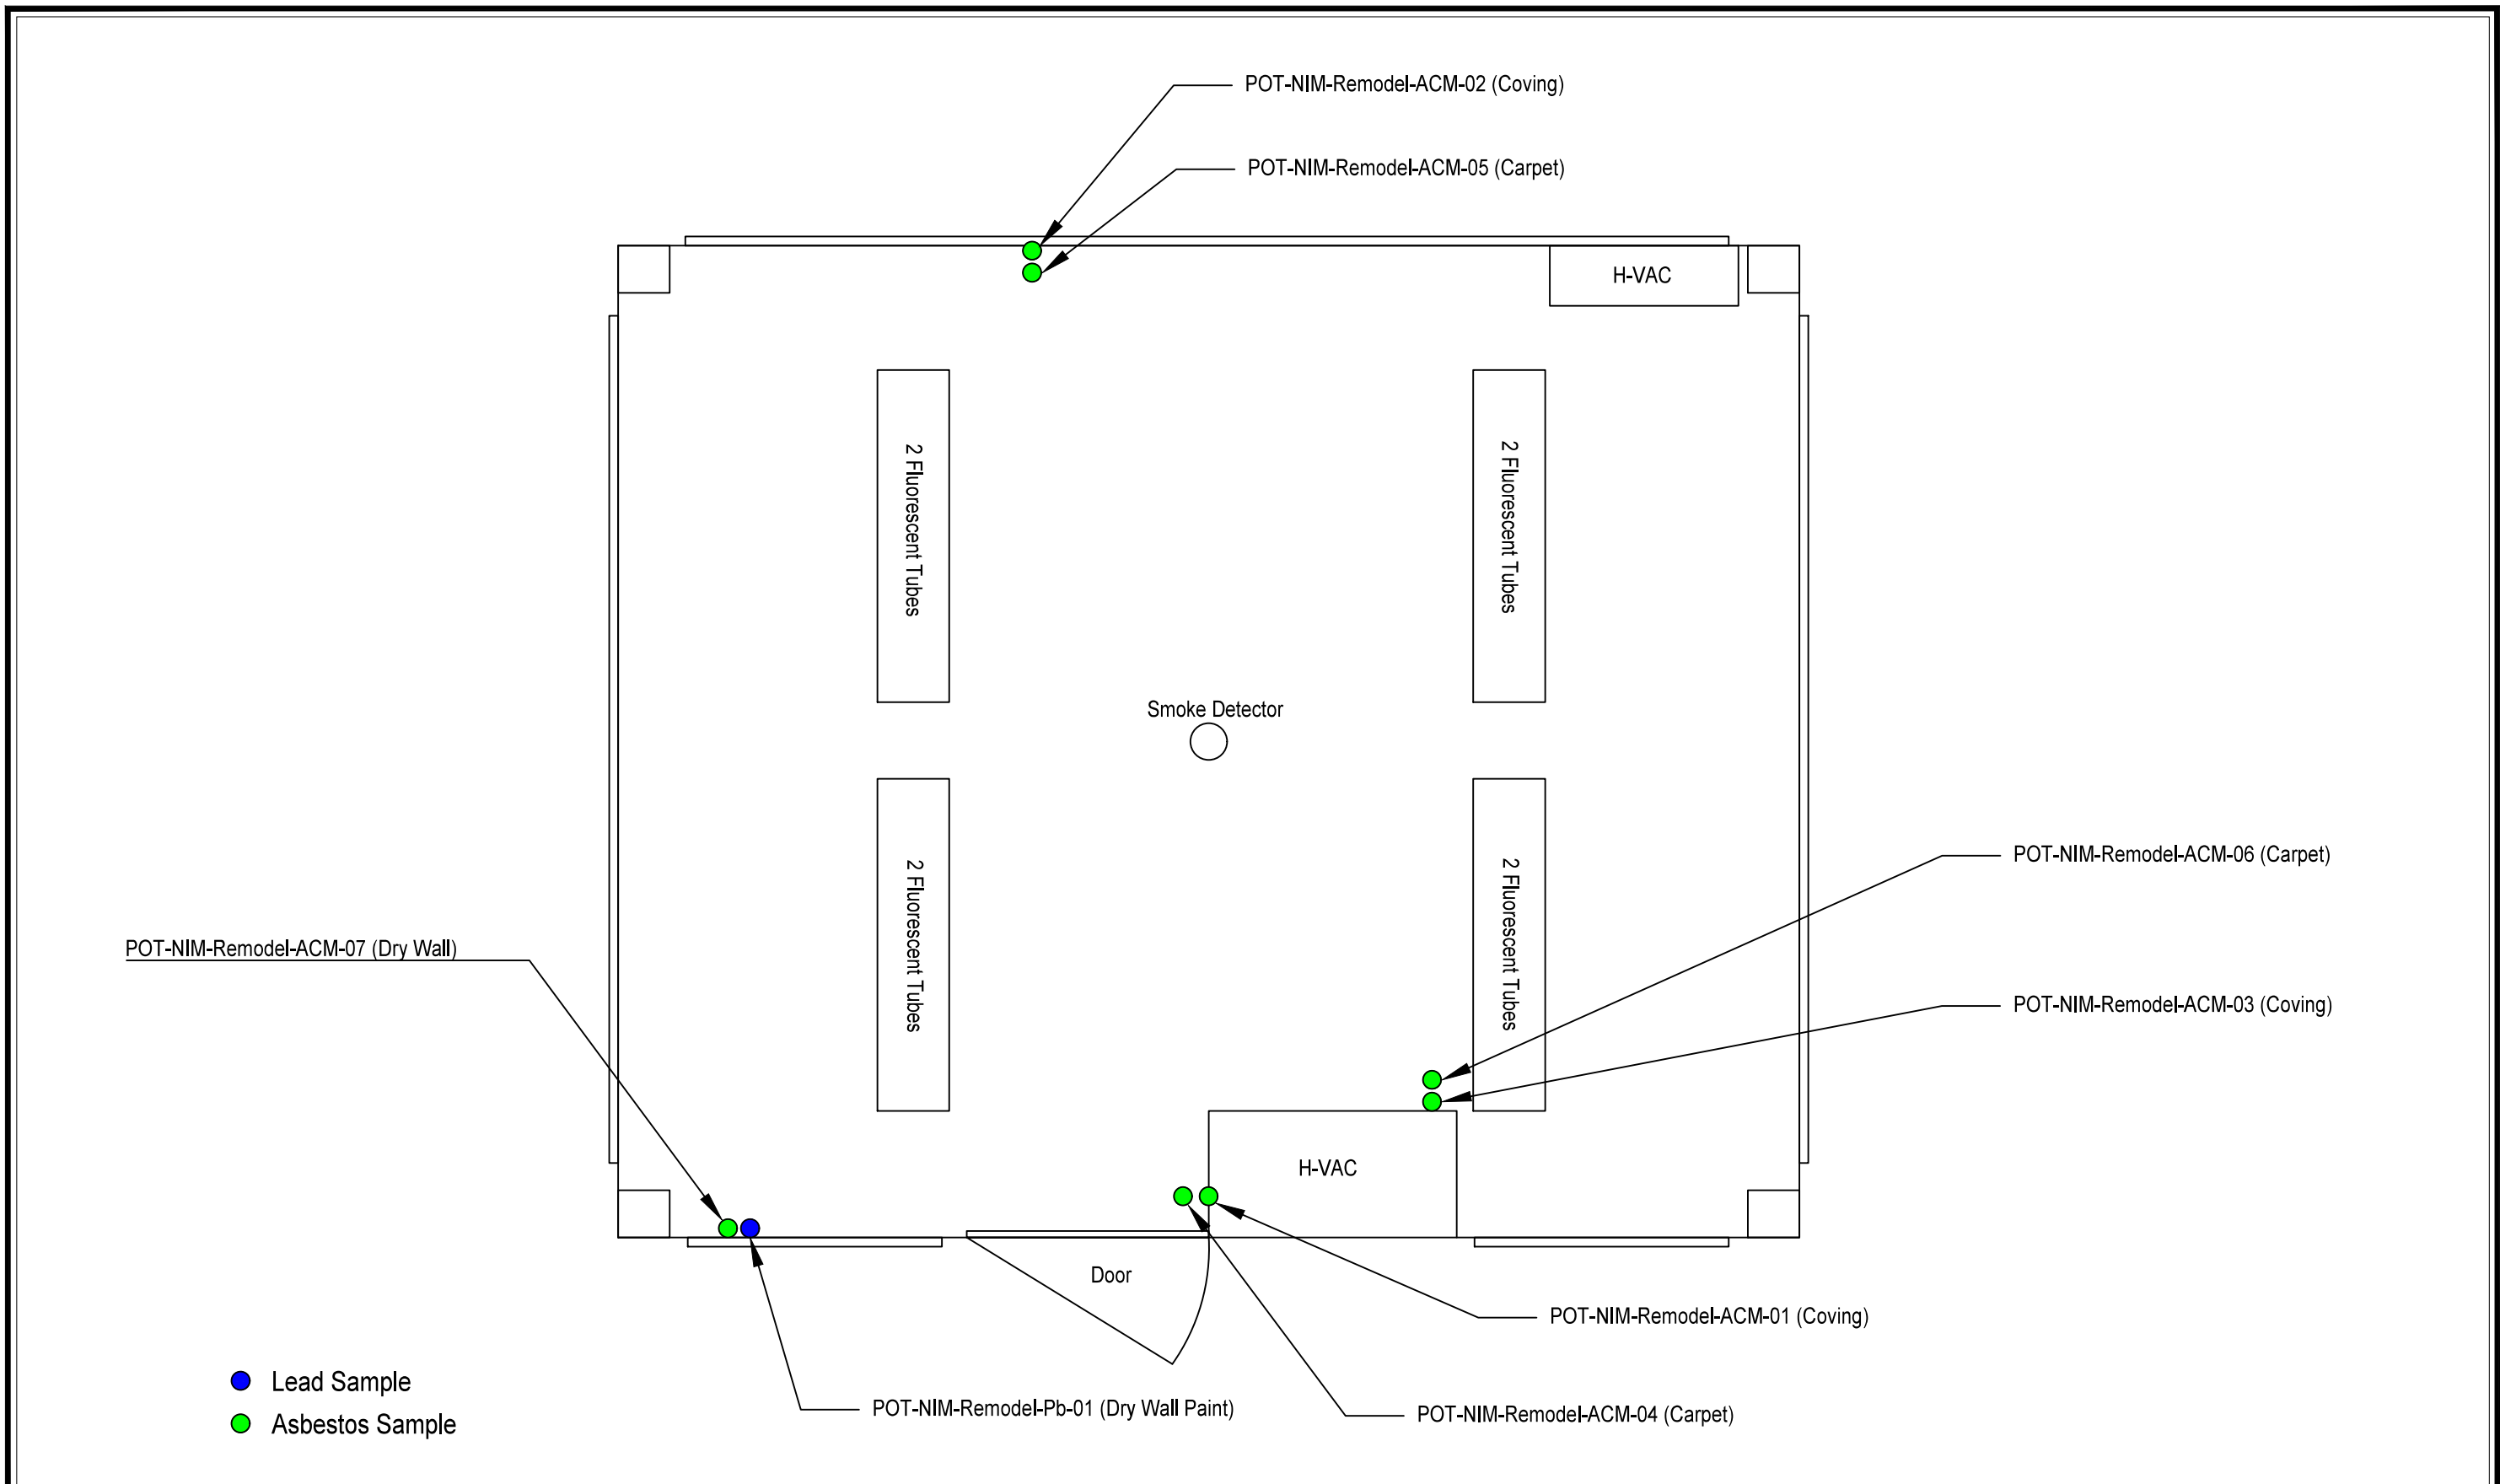 POT-NIM-Remodel-ACM-02 (Coving)
POT-NIM-Remodel-ACM-05 (Carpet)
H-VAC
2 Fluorescent Tubes
2 Fluorescent Tubes
Smoke Detector
2 Fluorescent Tubes
2 Fluorescent Tubes
POT-NIM-Remodel-ACM-06 (Carpet)
POT-NIM-Remodel-ACM-07 (Dry Wall)
POT-NIM-Remodel-ACM-03 (Coving)
H-VAC
Door
POT-NIM-Remodel-ACM-01 (Coving)
Lead Sample
POT-NIM-Remodel-Pb-01 (Dry Wall Paint)
POT-NIM-Remodel-ACM-04 (Carpet)
Asbestos Sample